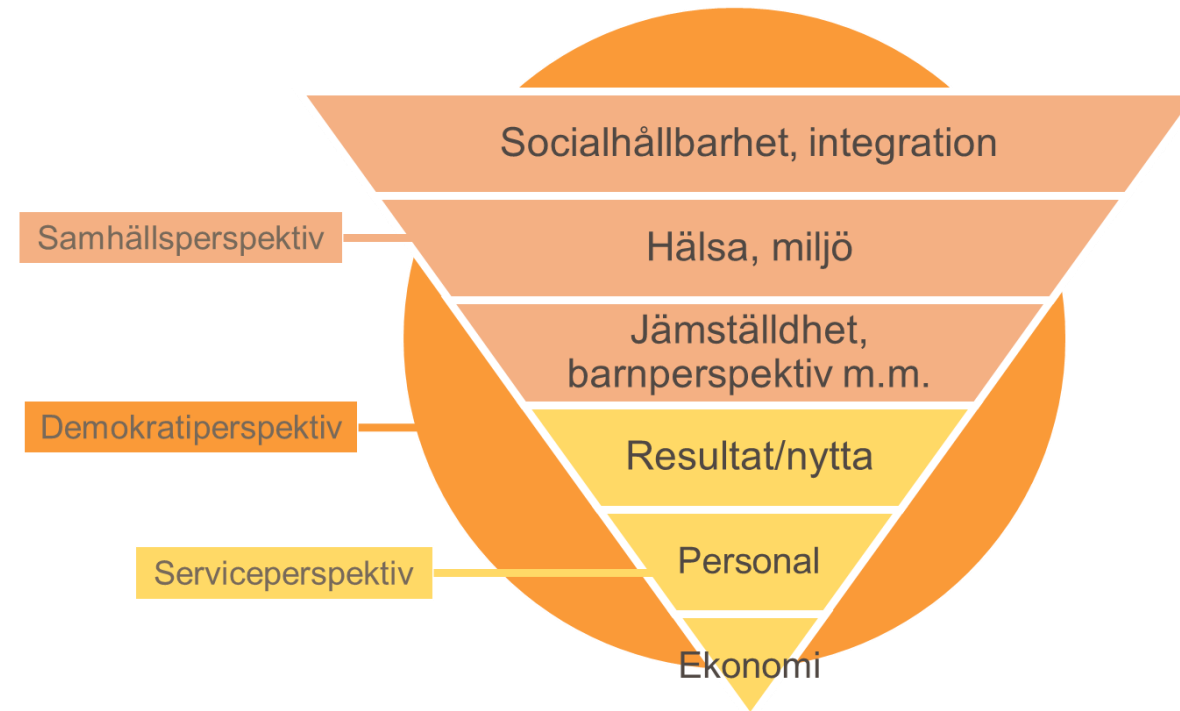 Socialhållbarhet, integration
Samhällsperspektiv
Hälsa, miljö
Jämställdhet,
barnperspektiv m.m.
Demokratiperspektiv
Resultat/nytta
Personal
Serviceperspektiv
Ekonomi